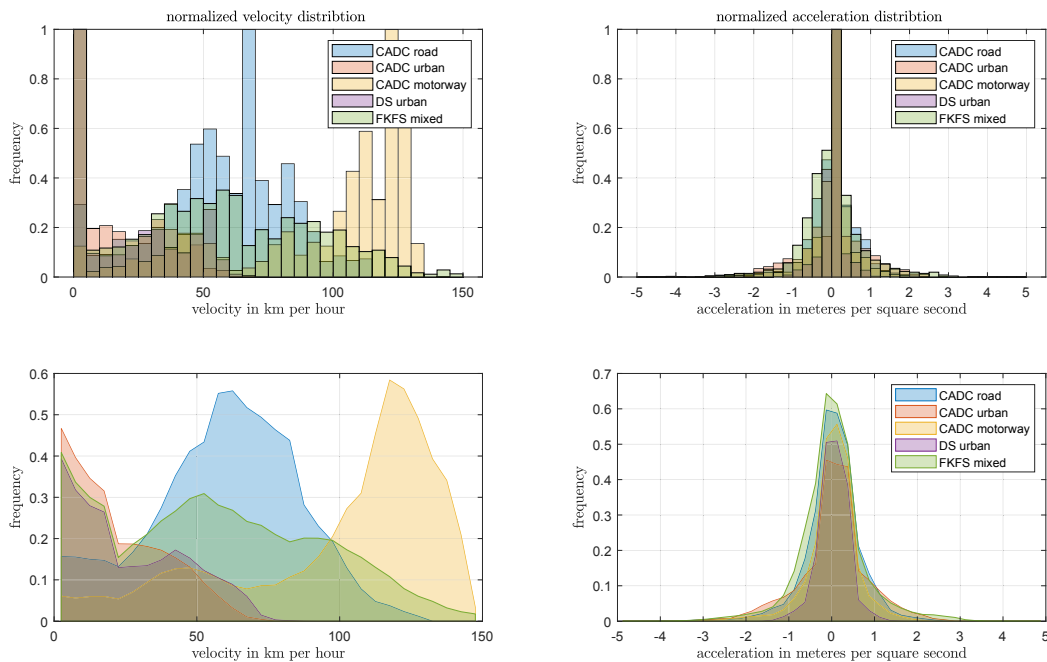 normalized velocity distribtion
1
0.8
0.6
0.4
0.2
0
frequency
CADC road
CADC urban
CADC motorway
DS urban
FKFS mixed
0 50 100 150
velocity in km per hour
normalized acceleration distribtion
1
0.8
0.6
0.4
0.2
0
frequency
CADC road
CADC urban
CADC motorway
DS urban
FKFS mixed
-5 -4 -3 -2 -1 0 1 2 3 4 5
acceleration in meteres per square second
0.6
0.5
0.4
0.3
0.2
0.1
0
frequency
0 50 100 150
velocity in km per hour
0.7
0.6
0.5
0.4
0.3
0.2
0.1
0
frequency
CADC road
CADC urban
CADC motorway
DS urban
FKFS mixed
-5 -4 -3 -2 -1 0 1 2 3 4 5
acceleration in meteres per square second